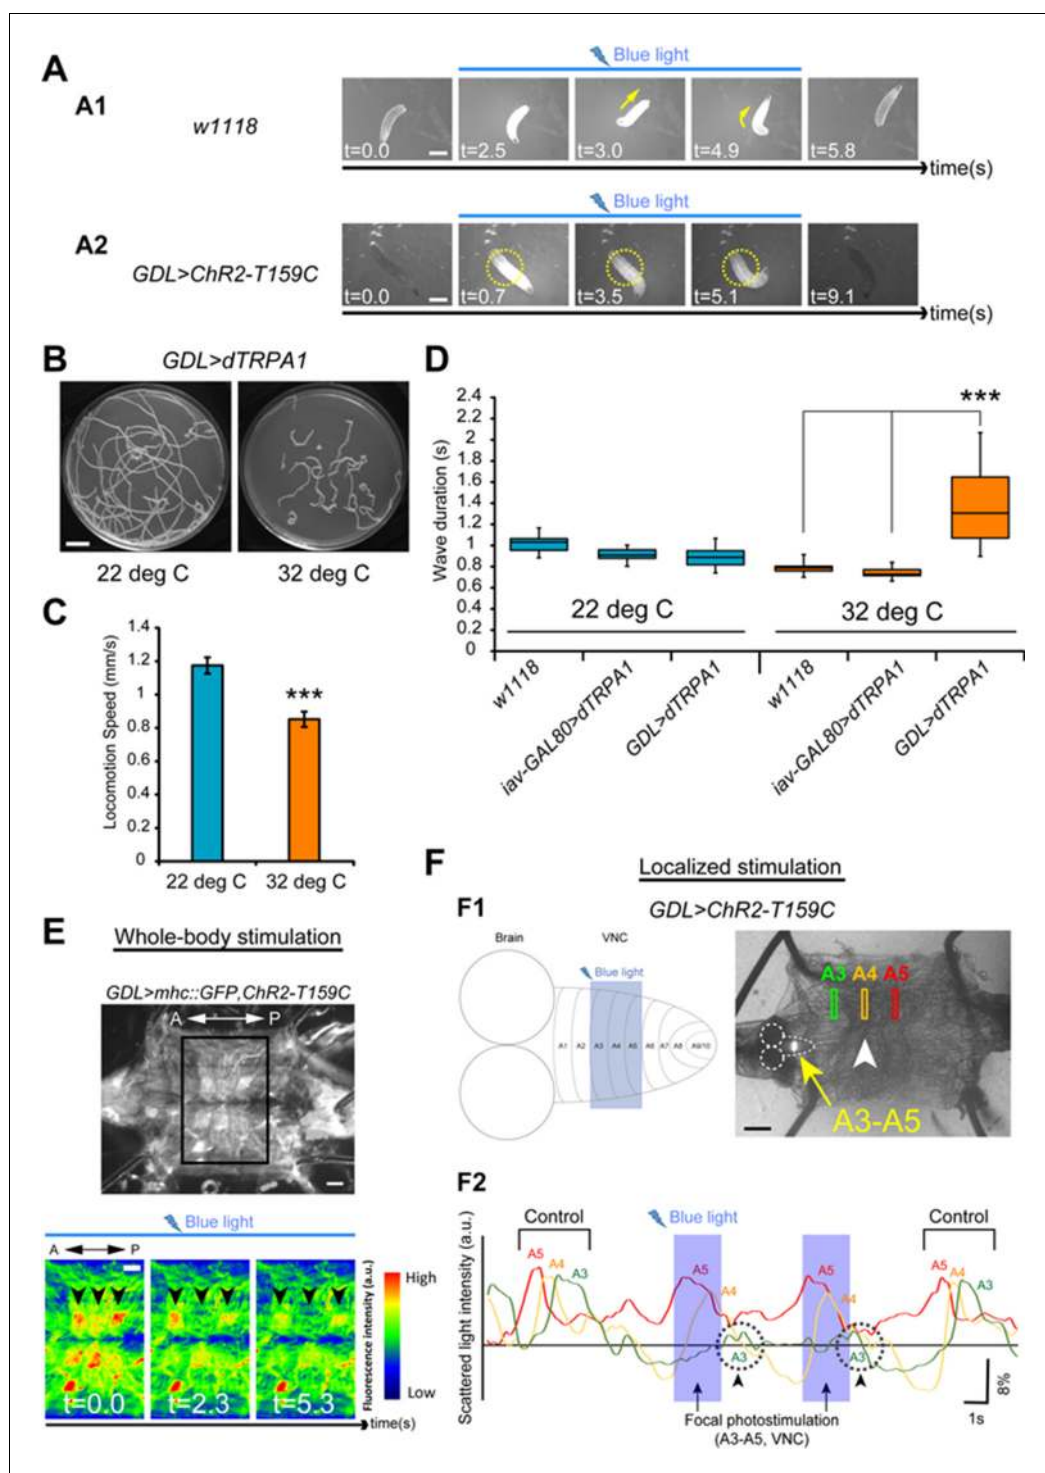 A
Blue light
A1
w1118
t=0.0
t=2.5
t=3.0
t=4.9
t=5.8
time(s)
Blue light
A2
GDL>ChR2-T159C
t=0.0
t=0.7
t=3.5
t=5.1
t=9.1
time(s)
B
GDL>dTRPA1
22 deg C
32 deg C
C
Locomotion Speed (mm/s)
1.4
1.2
1
0.8
0.6
0.4
0.2
0
***
22 deg C
32 deg C
D
Wave duration (s)
2.4
2.2
2
1.8
1.6
1.4
1.2
1
0.8
0.6
0.4
0.2
0
***
22 deg C
32 deg C
w1118
iav-GAL80>dTRPA1
GDL>dTRPA1
w1118
iav-GAL80>dTRPA1
GDL>dTRPA1
E
Whole-body stimulation
GDL>mhc::GFP,ChR2-T159C
A
P
Blue light
A
P
t=0.0
t=2.3
t=5.3
time(s)
Fluorescence intensity (a.u.)
High
Low
F
Localized stimulation
F1
GDL>ChR2-T159C
Brain
VNC
Blue light
A1
A2
A3
A4
A5
A6
A7
A8
A9/10
A3
A4
A5
A3-A5
F2
Scattered light intensity (a.u.)
Control
Blue light
Control
A5
A4
A3
A5
A4
A3
A5
A4
A3
A5
A4
A3
Focal photostimulation
(A3-A5, VNC)
8%
1s